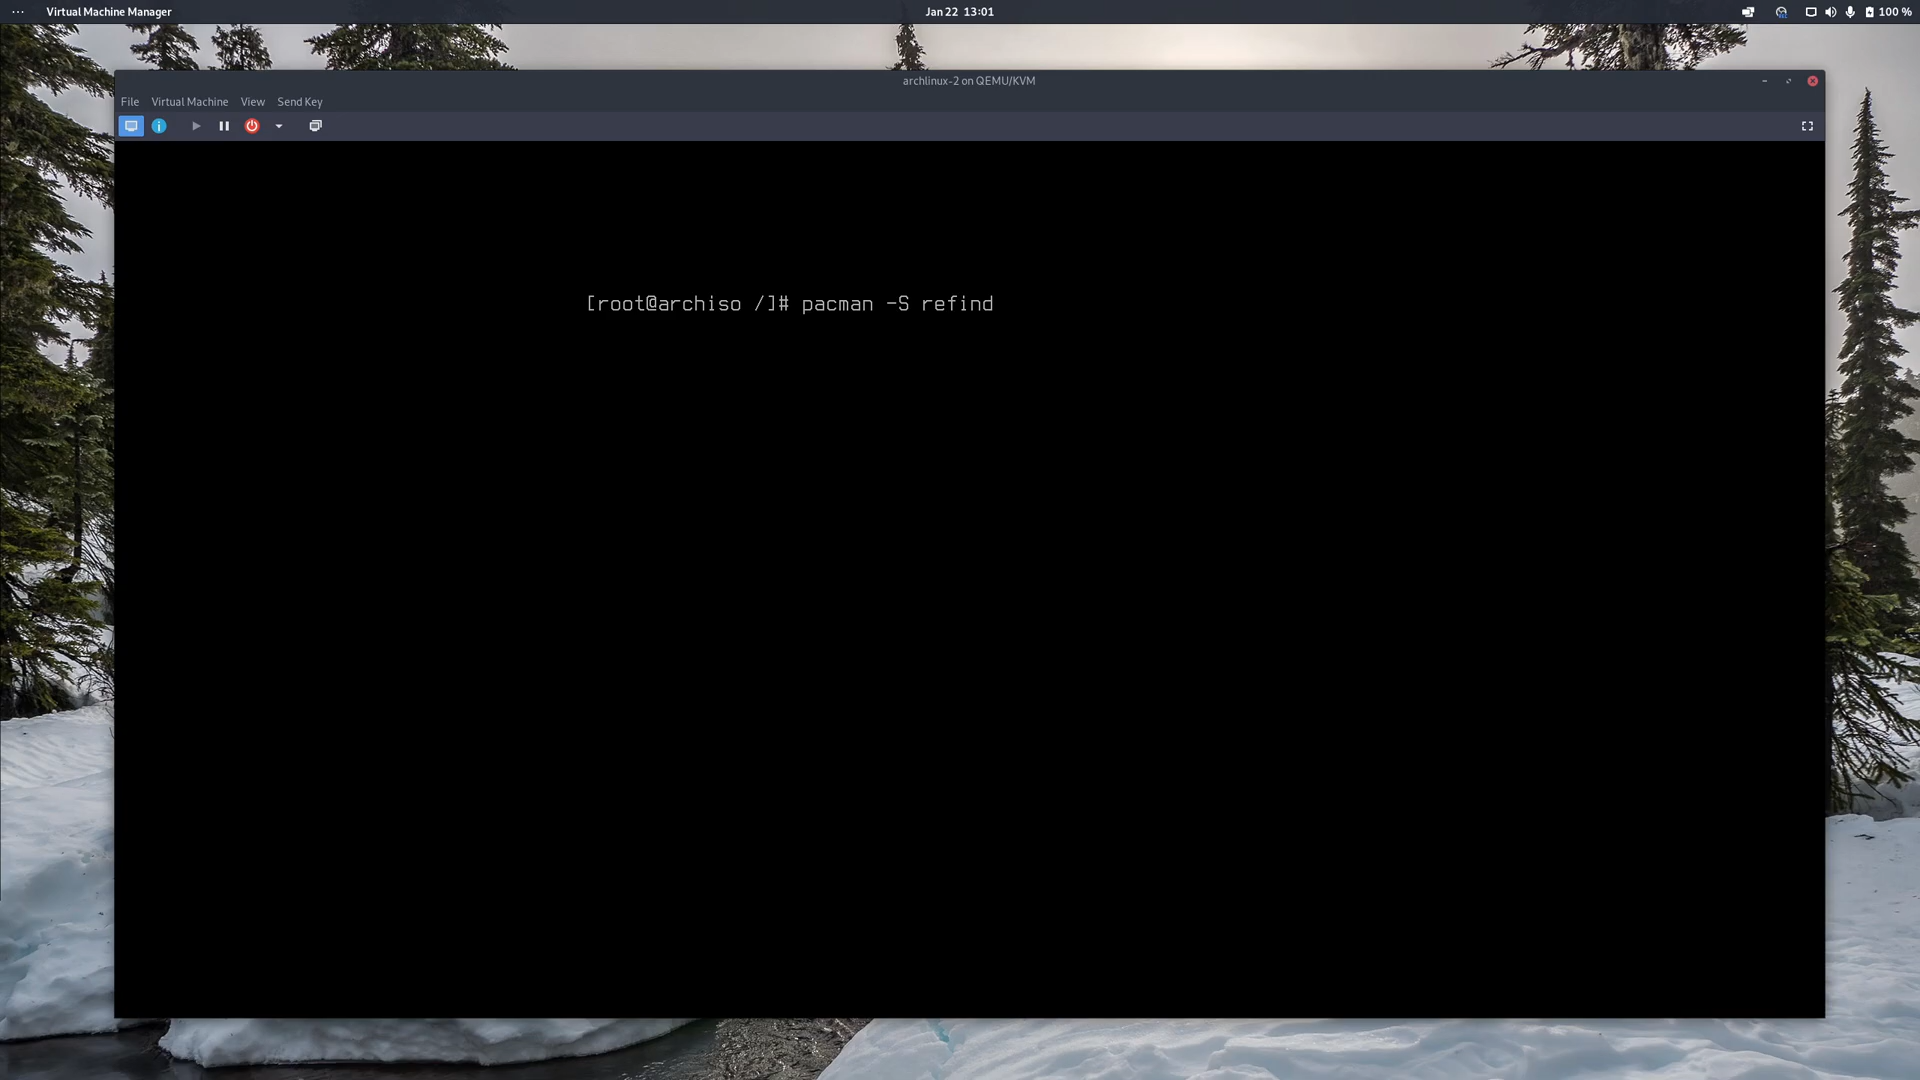 Virtual Machine Manager
Jan 22 13:01
100 %
archlinux-2 on QEMU/KVM
File Virtual Machine View Send Key
[root@archiso /]# pacman -S refind